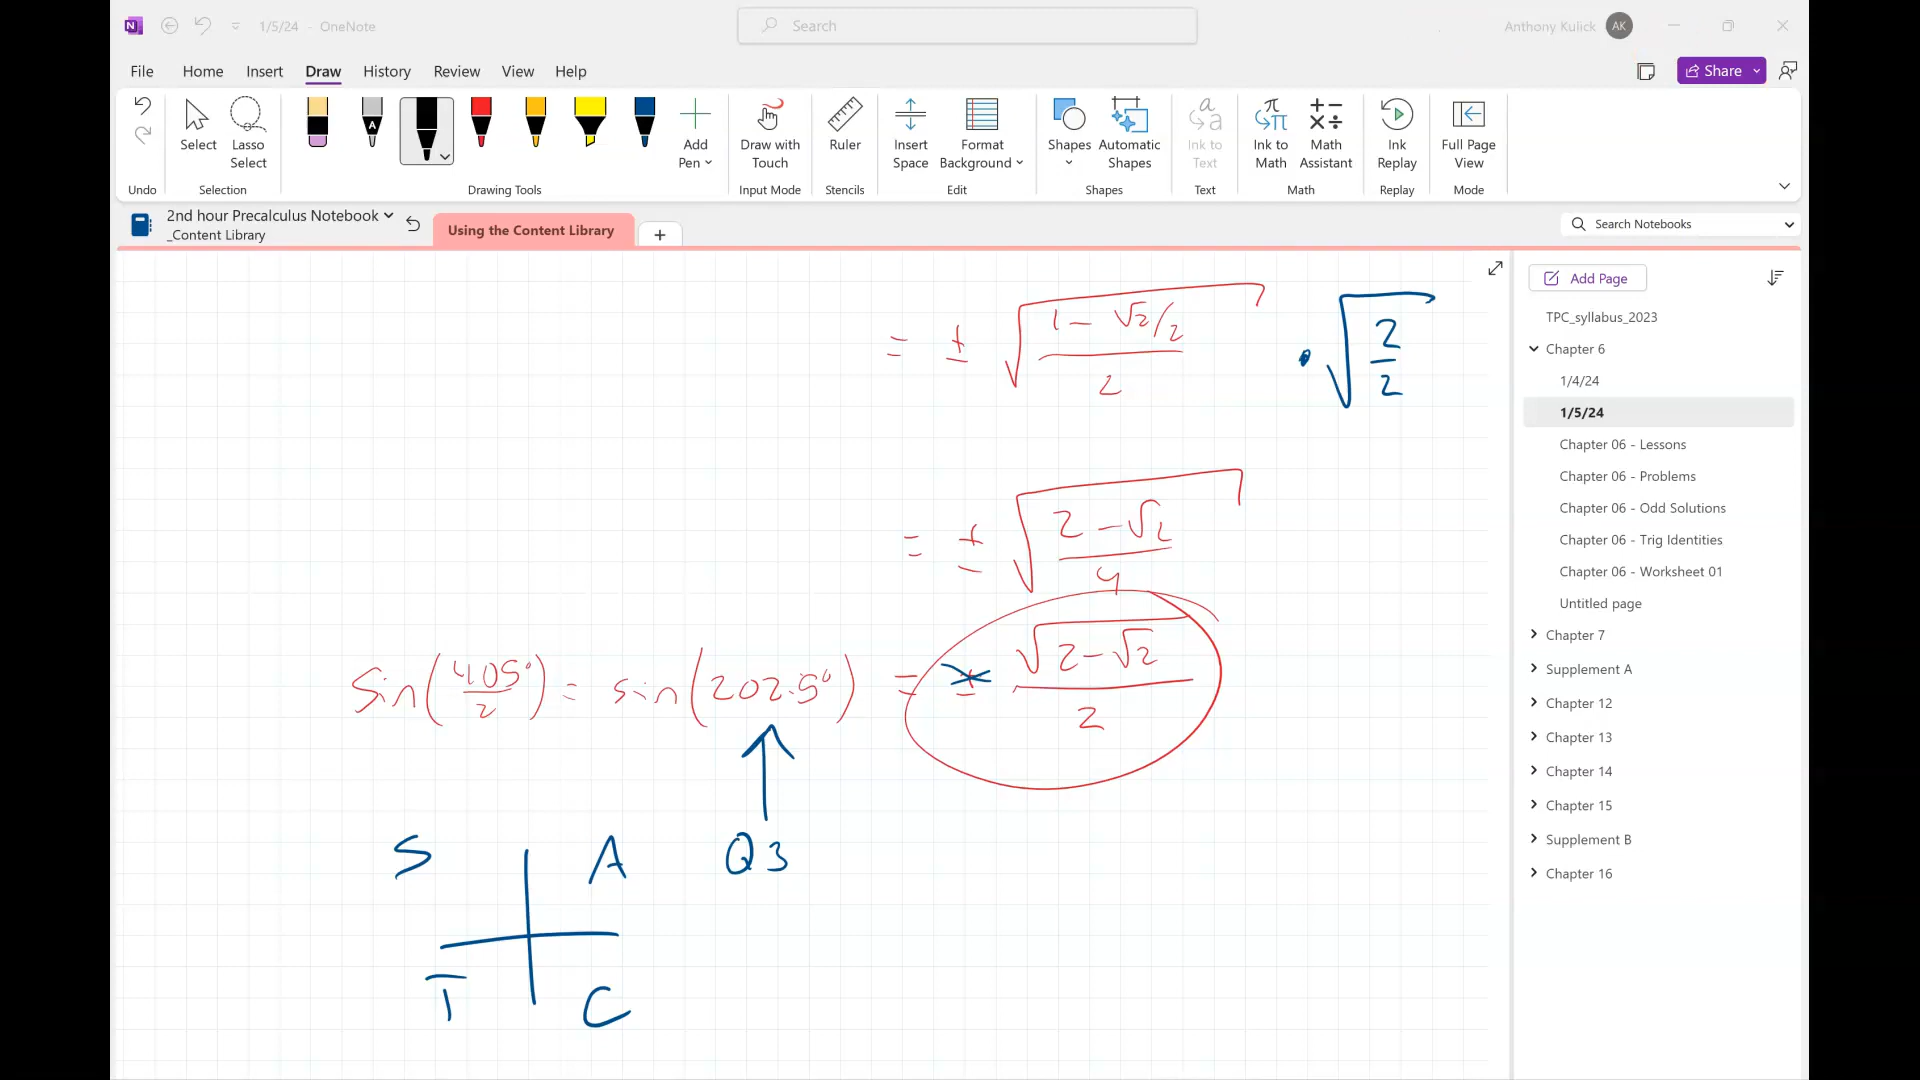 1/5/24 - OneNote
Search
Anthony Kulick AK
File Home Insert Draw History Review View Help
Share
Select
Lasso Select
A
Add Pen
Draw with Touch
Ruler
Insert Space
Format Background
Shapes
Automatic Shapes
Ink to Text
Ink to Math
Math Assistant
Ink Replay
Full Page View
Undo Selection Drawing Tools Input Mode Stencils Edit Shapes Text Math Replay Mode
2nd hour Precalculus Notebook
_Content Library
Using the Content Library
+
Search Notebooks
Add Page
TPC_syllabus_2023
Chapter 6
1/4/24
1/5/24
Chapter 06 - Lessons
Chapter 06 - Problems
Chapter 06 - Odd Solutions
Chapter 06 - Trig Identities
Chapter 06 - Worksheet 01
Untitled page
Chapter 7
Supplement A
Chapter 12
Chapter 13
Chapter 14
Chapter 15
Supplement B
Chapter 16
= ± √((1 - √2/2)/2) · √(2/2)
= ± √((2 - √2)/4)
Sin(405°/2) = sin(202.5°) = ± √(2-√2)/2
S A Q3
T C